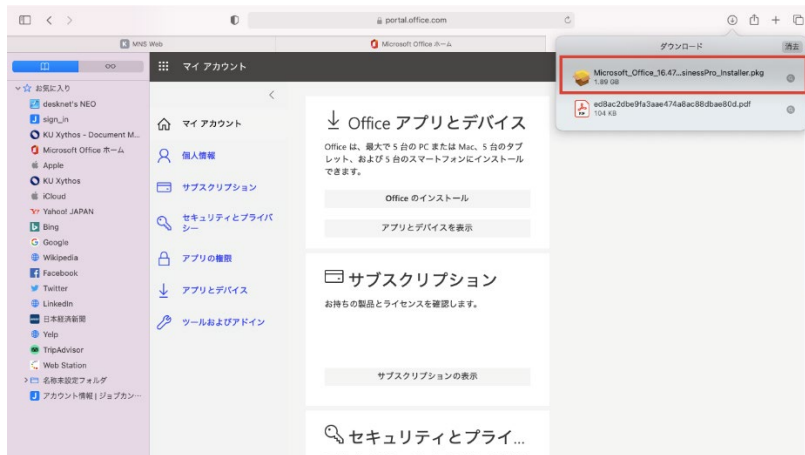 portal.office.com
MNS Web
Microsoft Office ホーム
お気に入り
desknet's NEO
sign_in
KU Xythos - Document M...
Microsoft Office ホーム
Apple
KU Xythos
iCloud
Yahoo! JAPAN
Bing
Google
Wikipedia
Facebook
Twitter
LinkedIn
日本経済新聞
Yelp
TripAdvisor
Web Station
名称未設定フォルダ
アカウント情報 | ジョブカン…
マイ アカウント
マイ アカウント
個人情報
サブスクリプション
セキュリティとプライバ
シー
アプリの権限
アプリとデバイス
ツールおよびアドイン
Office アプリとデバイス
Office は、最大で 5 台の PC または Mac、5 台のタブ
レット、および 5 台のスマートフォンにインストール
できます。
Office のインストール
アプリとデバイスを表示
サブスクリプション
お持ちの製品とライセンスを確認します。
サブスクリプションの表示
セキュリティとプライ...
ダウンロード
消去
Microsoft_Office_16.47...sinessPro_Installer.pkg
1.89 GB
ed8ac2dbe9fa3aae474a8ac88dbae80d.pdf
104 KB